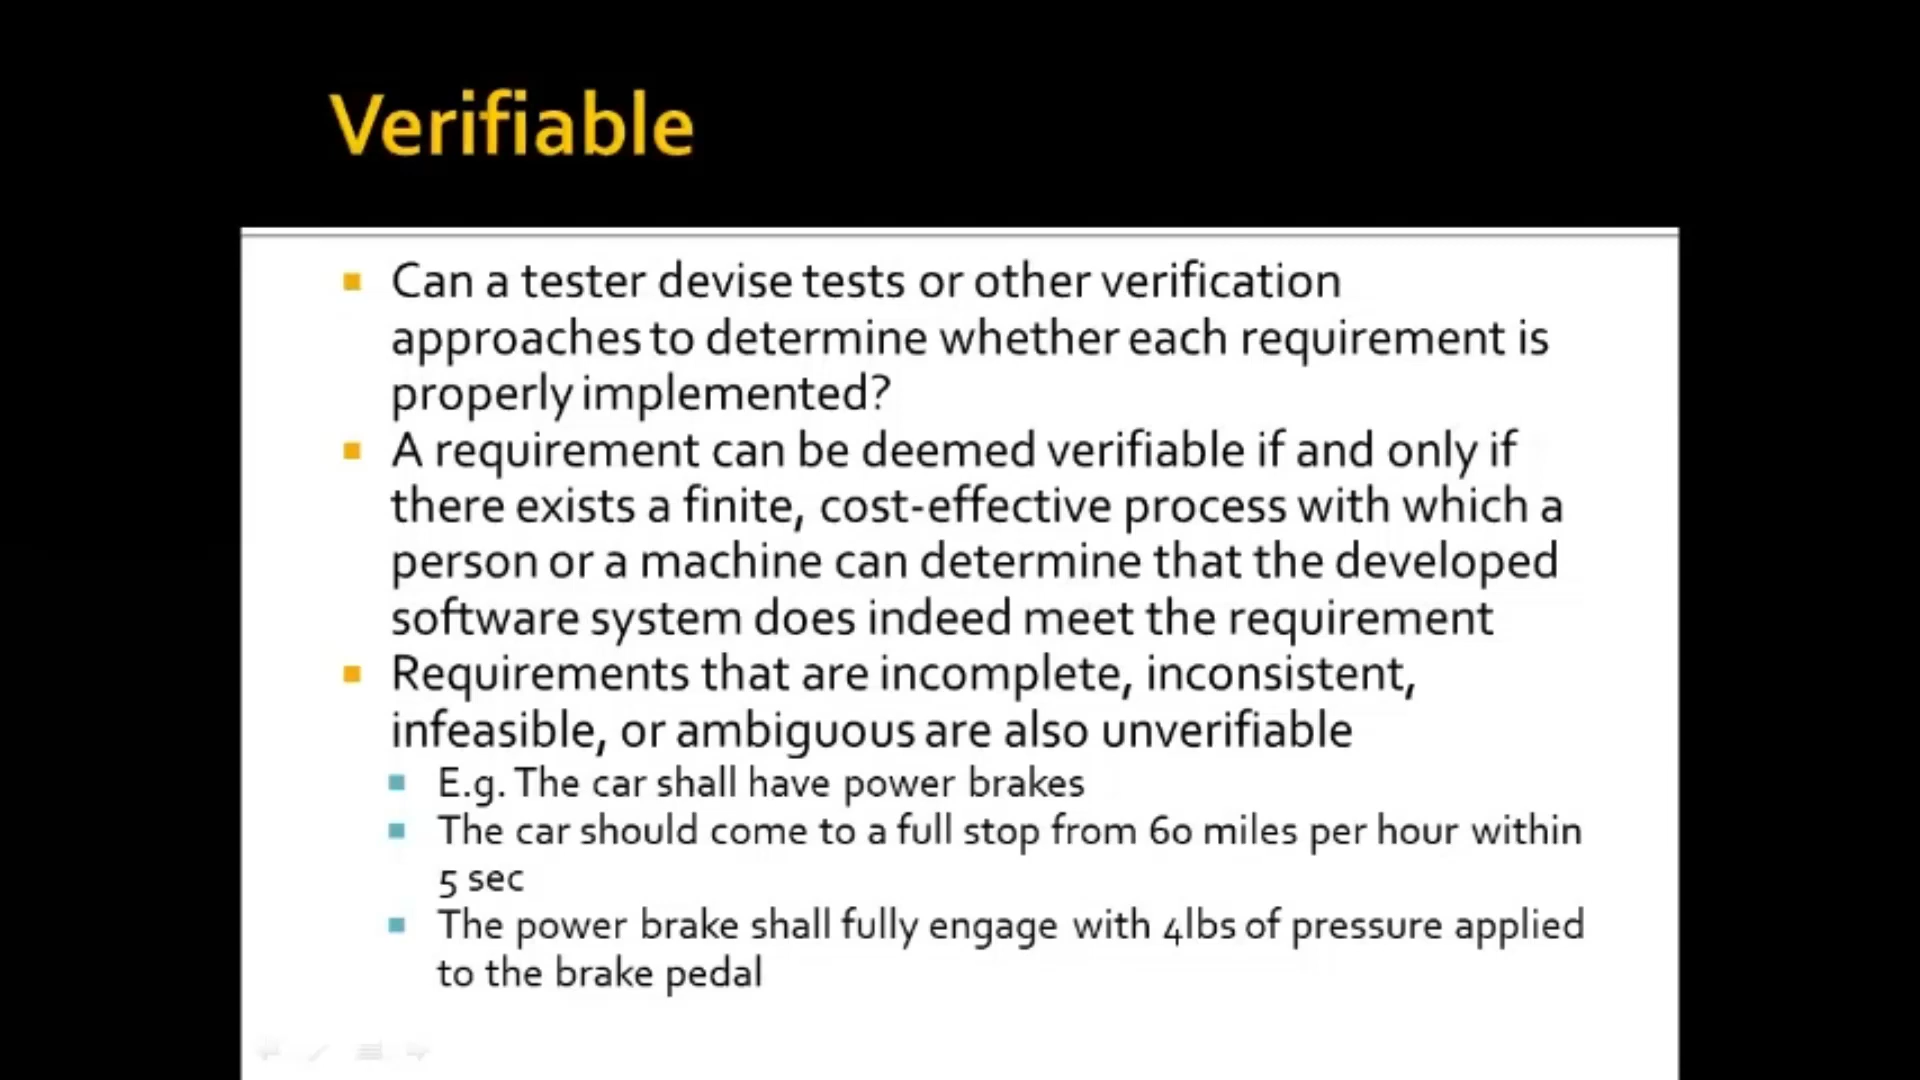 Verifiable
Can a tester devise tests or other verification
approaches to determine whether each requirement is
properly implemented?
A requirement can be deemed verifiable if and only if
there exists a finite, cost-effective process with which a
person or a machine can determine that the developed
software system does indeed meet the requirement
Requirements that are incomplete, inconsistent,
infeasible, or ambiguous are also unverifiable
E.g. The car shall have power brakes
The car should come to a full stop from 60 miles per hour within
5 sec
The power brake shall fully engage with 4lbs of pressure applied
to the brake pedal